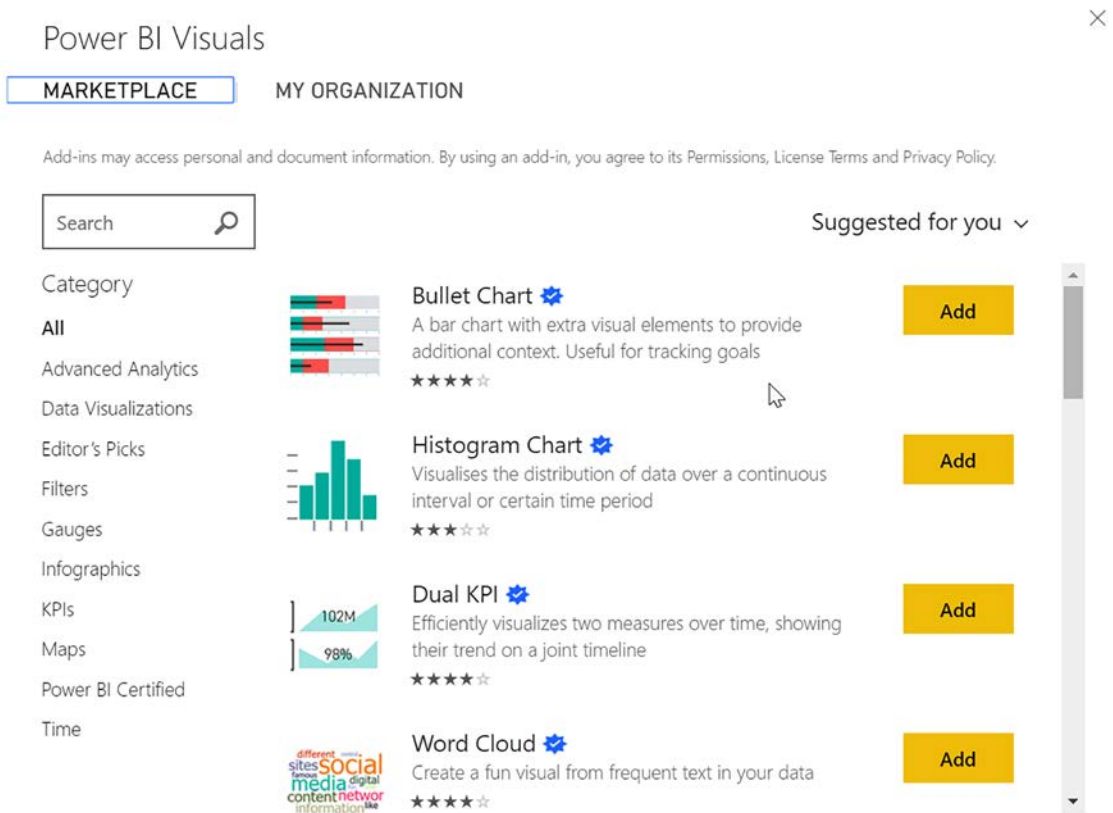 Power BI Visuals
MARKETPLACE MY ORGANIZATION
Add-ins may access personal and document information. By using an add-in, you agree to its Permissions, License Terms and Privacy Policy.
Search
Suggested for you
Category
All
Advanced Analytics
Data Visualizations
Editor's Picks
Filters
Gauges
Infographics
KPIs
Maps
Power BI Certified
Time
Bullet Chart
A bar chart with extra visual elements to provide
additional context. Useful for tracking goals
Add
Histogram Chart
Visualises the distribution of data over a continuous
interval or certain time period
Add
102M
98%
Dual KPI
Efficiently visualizes two measures over time, showing
their trend on a joint timeline
Add
different
sites social
famous
media digital
content networ
information like
Word Cloud
Create a fun visual from frequent text in your data
Add